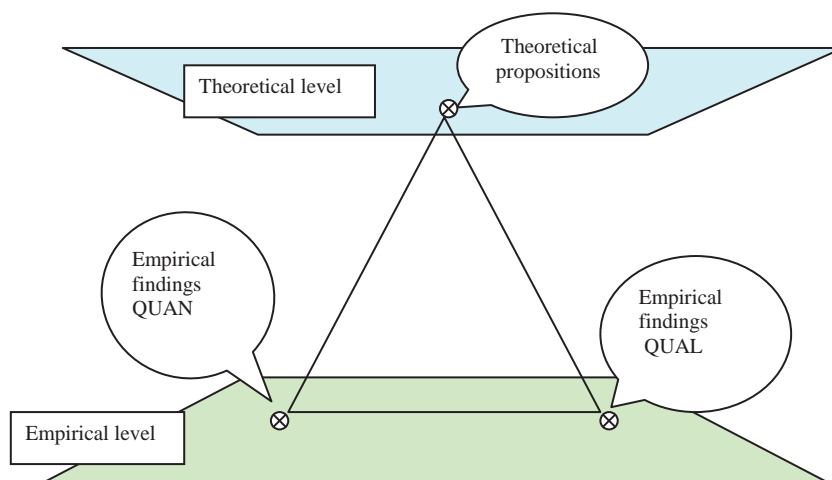 Theoretical
propositions
Theoretical level
Empirical
findings
QUAN
Empirical
findings
QUAL
Empirical level